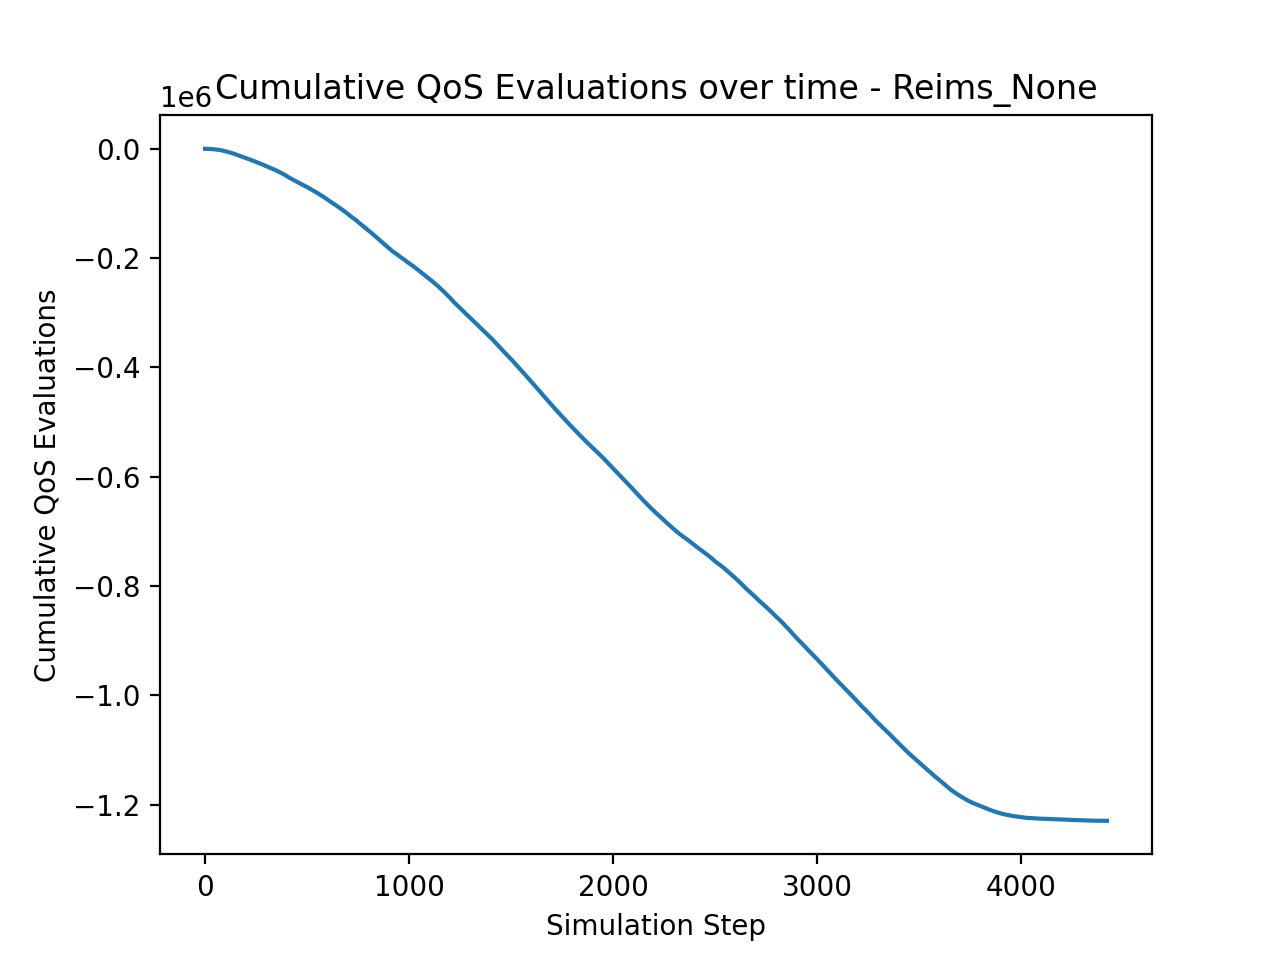 1e6
Cumulative QoS Evaluations over time - Reims_None
Cumulative QoS Evaluations
0.0
−0.2
−0.4
−0.6
−0.8
−1.0
−1.2
0 1000 2000 3000 4000
Simulation Step